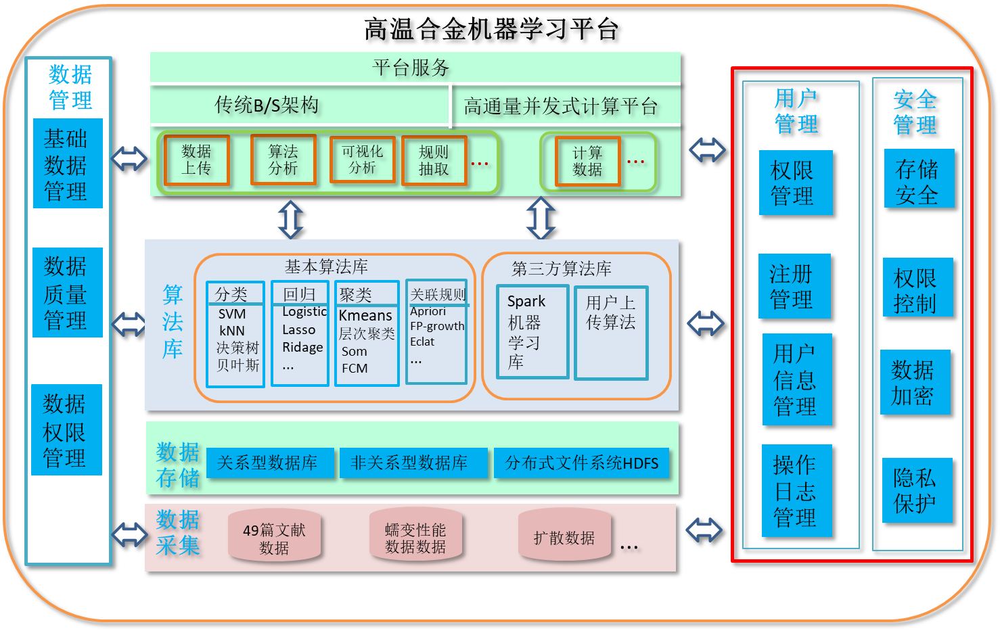 高温合金机器学习平台
数据
管理
基础
数据
管理
数据
质量
管理
数据
权限
管理
平台服务
传统B/S架构
高通量并发式计算平台
数据
上传
算法
分析
可视化
分析
规则
抽取
...
计算
数据
...
算
法
库
基本算法库
分类
SVM
kNN
决策树
贝叶斯
回归
Logistic
Lasso
Ridage
...
聚类
Kmeans
层次聚类
Som
FCM
关联规则
Apriori
FP-growth
Eclat
...
第三方算法库
Spark
机器
学习
库
用户上
传算法
数据
存储
关系型数据库
非关系型数据库
分布式文件系统HDFS
数据
采集
49篇文献
数据
蠕变性能
数据数据
扩散数据
...
用户
管理
权限
管理
注册
管理
用户
信息
管理
操作
日志
管理
安全
管理
存储
安全
权限
控制
数据
加密
隐私
保护